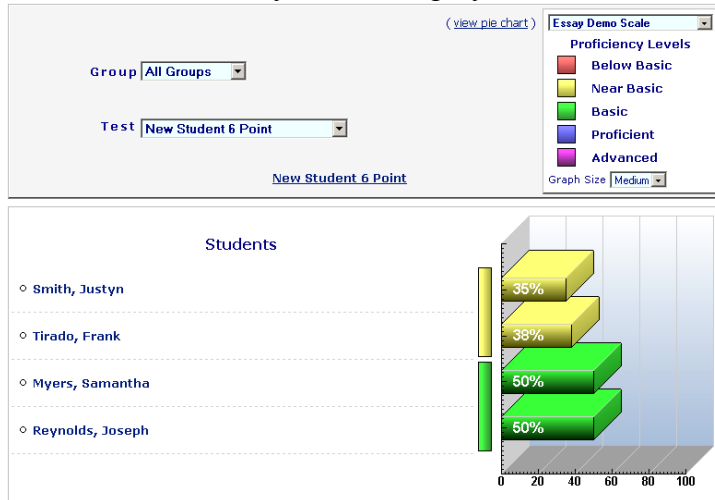 ( view pie chart )
Essay Demo Scale
Proficiency Levels
Below Basic
Near Basic
Basic
Proficient
Advanced
Graph Size Medium
Group All Groups
Test New Student 6 Point
New Student 6 Point
Students
Smith, Justyn
35%
Tirado, Frank
38%
Myers, Samantha
50%
Reynolds, Joseph
50%
0 20 40 60 80 100